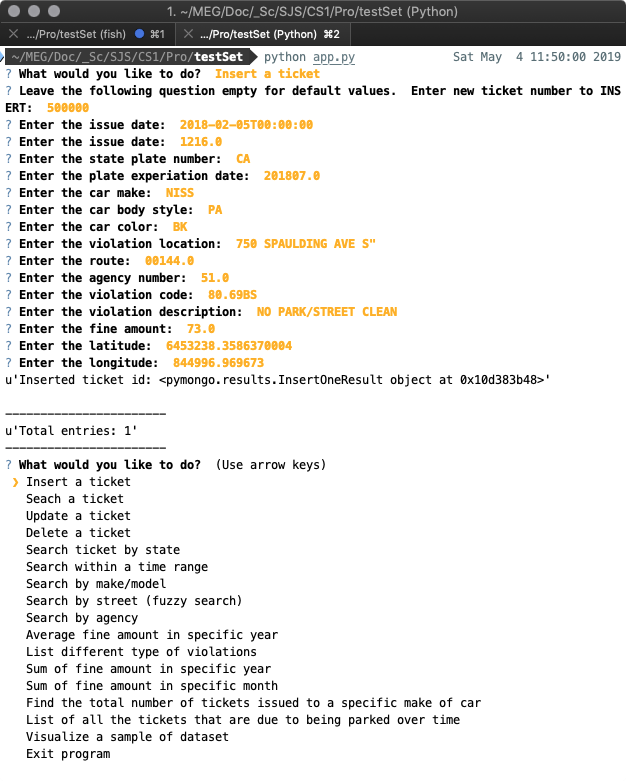 1. ~/MEG/Doc/_Sc/SJS/CS1/Pro/testSet (Python)
.../Pro/testSet (fish) ⌘1 .../Pro/testSet (Python) ⌘2
~/MEG/Doc/_Sc/SJS/CS1/Pro/testSet python app.py Sat May 4 11:50:00 2019
? What would you like to do? Insert a ticket
? Leave the following question empty for default values. Enter new ticket number to INS
ERT: 500000
? Enter the issue date: 2018-02-05T00:00:00
? Enter the issue date: 1216.0
? Enter the state plate number: CA
? Enter the plate experiation date: 201807.0
? Enter the car make: NISS
? Enter the car body style: PA
? Enter the car color: BK
? Enter the violation location: 750 SPAULDING AVE S"
? Enter the route: 00144.0
? Enter the agency number: 51.0
? Enter the violation code: 80.69BS
? Enter the violation description: NO PARK/STREET CLEAN
? Enter the fine amount: 73.0
? Enter the latitude: 6453238.3586370004
? Enter the longitude: 844996.969673
u'Inserted ticket id: <pymongo.results.InsertOneResult object at 0x10d383b48>'
-----------------------
u'Total entries: 1'
-----------------------
? What would you like to do? (Use arrow keys)
❯ Insert a ticket
Seach a ticket
Update a ticket
Delete a ticket
Search ticket by state
Search within a time range
Search by make/model
Search by street (fuzzy search)
Search by agency
Average fine amount in specific year
List different type of violations
Sum of fine amount in specific year
Sum of fine amount in specific month
Find the total number of tickets issued to a specific make of car
List of all the tickets that are due to being parked over time
Visualize a sample of dataset
Exit program